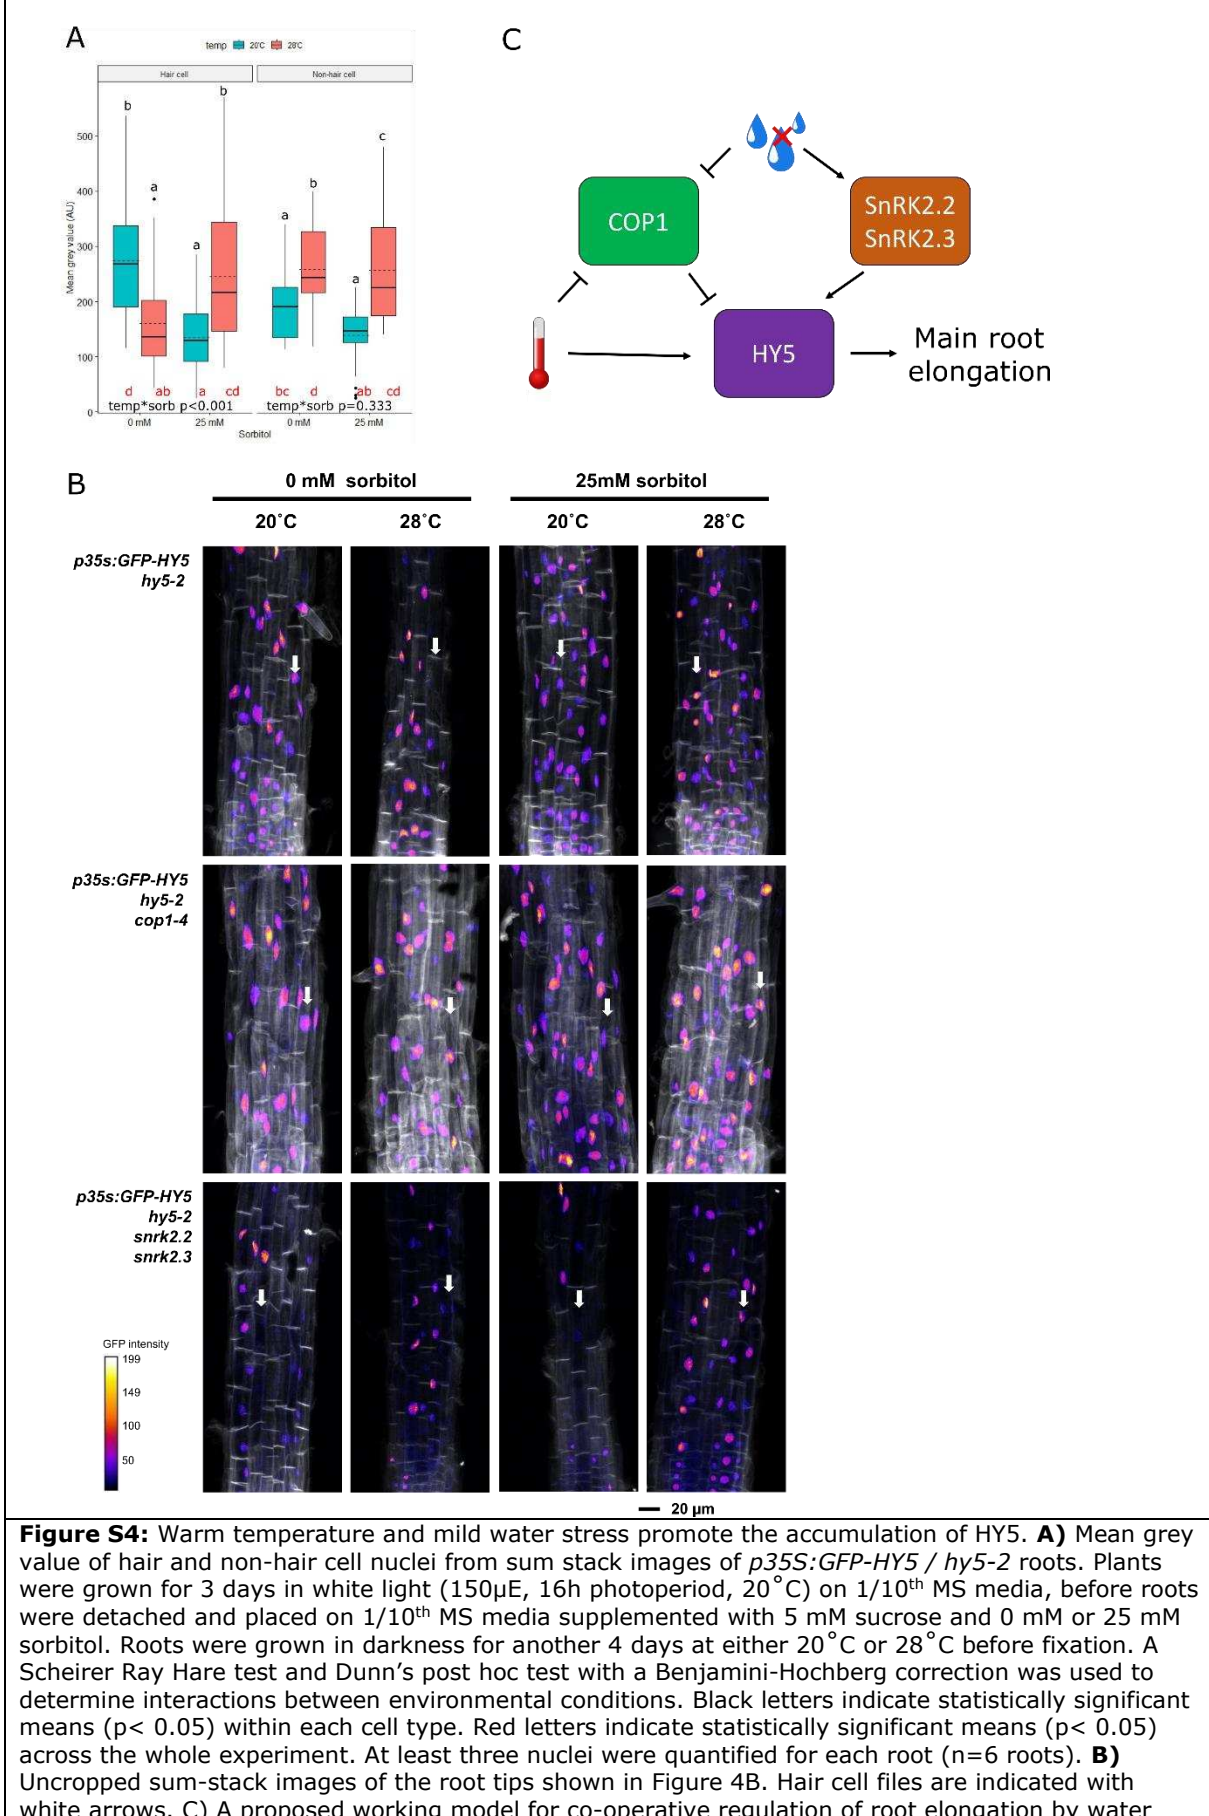 A
temp 20°C 28°C
Hair cell
Non-hair cell
Mean grey value (AU)
500
400
300
200
100
0
b
a
a
b
a
b
a
c
d ab a cd
bc d ab cd
temp*sorb p<0.001
temp*sorb p=0.333
0 mM 25 mM 0 mM 25 mM
Sorbitol
C
COP1
SnRK2.2
SnRK2.3
HY5
Main root
elongation
B
0 mM sorbitol
25mM sorbitol
20˚C 28˚C 20˚C 28˚C
p35s:GFP-HY5
hy5-2
p35s:GFP-HY5
hy5-2
cop1-4
p35s:GFP-HY5
hy5-2
snrk2.2
snrk2.3
GFP intensity
199
149
100
50
20 µm
Figure S4: Warm temperature and mild water stress promote the accumulation of HY5. A) Mean grey
value of hair and non-hair cell nuclei from sum stack images of p35S:GFP-HY5 / hy5-2 roots. Plants
were grown for 3 days in white light (150µE, 16h photoperiod, 20˚C) on 1/10th MS media, before roots
were detached and placed on 1/10th MS media supplemented with 5 mM sucrose and 0 mM or 25 mM
sorbitol. Roots were grown in darkness for another 4 days at either 20˚C or 28˚C before fixation. A
Scheirer Ray Hare test and Dunn's post hoc test with a Benjamini-Hochberg correction was used to
determine interactions between environmental conditions. Black letters indicate statistically significant
means (p< 0.05) within each cell type. Red letters indicate statistically significant means (p< 0.05)
across the whole experiment. At least three nuclei were quantified for each root (n=6 roots). B)
Uncropped sum-stack images of the root tips shown in Figure 4B. Hair cell files are indicated with
white arrows. C) A proposed working model for co-operative regulation of root elongation by water